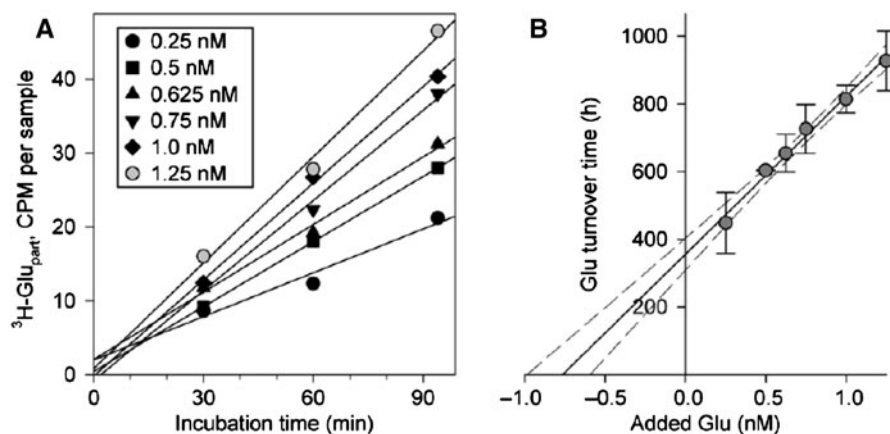 A
0.25 nM
0.5 nM
0.625 nM
0.75 nM
1.0 nM
1.25 nM
³H-Glu_part, CPM per sample
40
30
20
10
0
0
30
60
90
Incubation time (min)
B
Glu turnover time (h)
1000
800
600
400
200
–1.0
–0.5
0.0
0.5
1.0
Added Glu (nM)